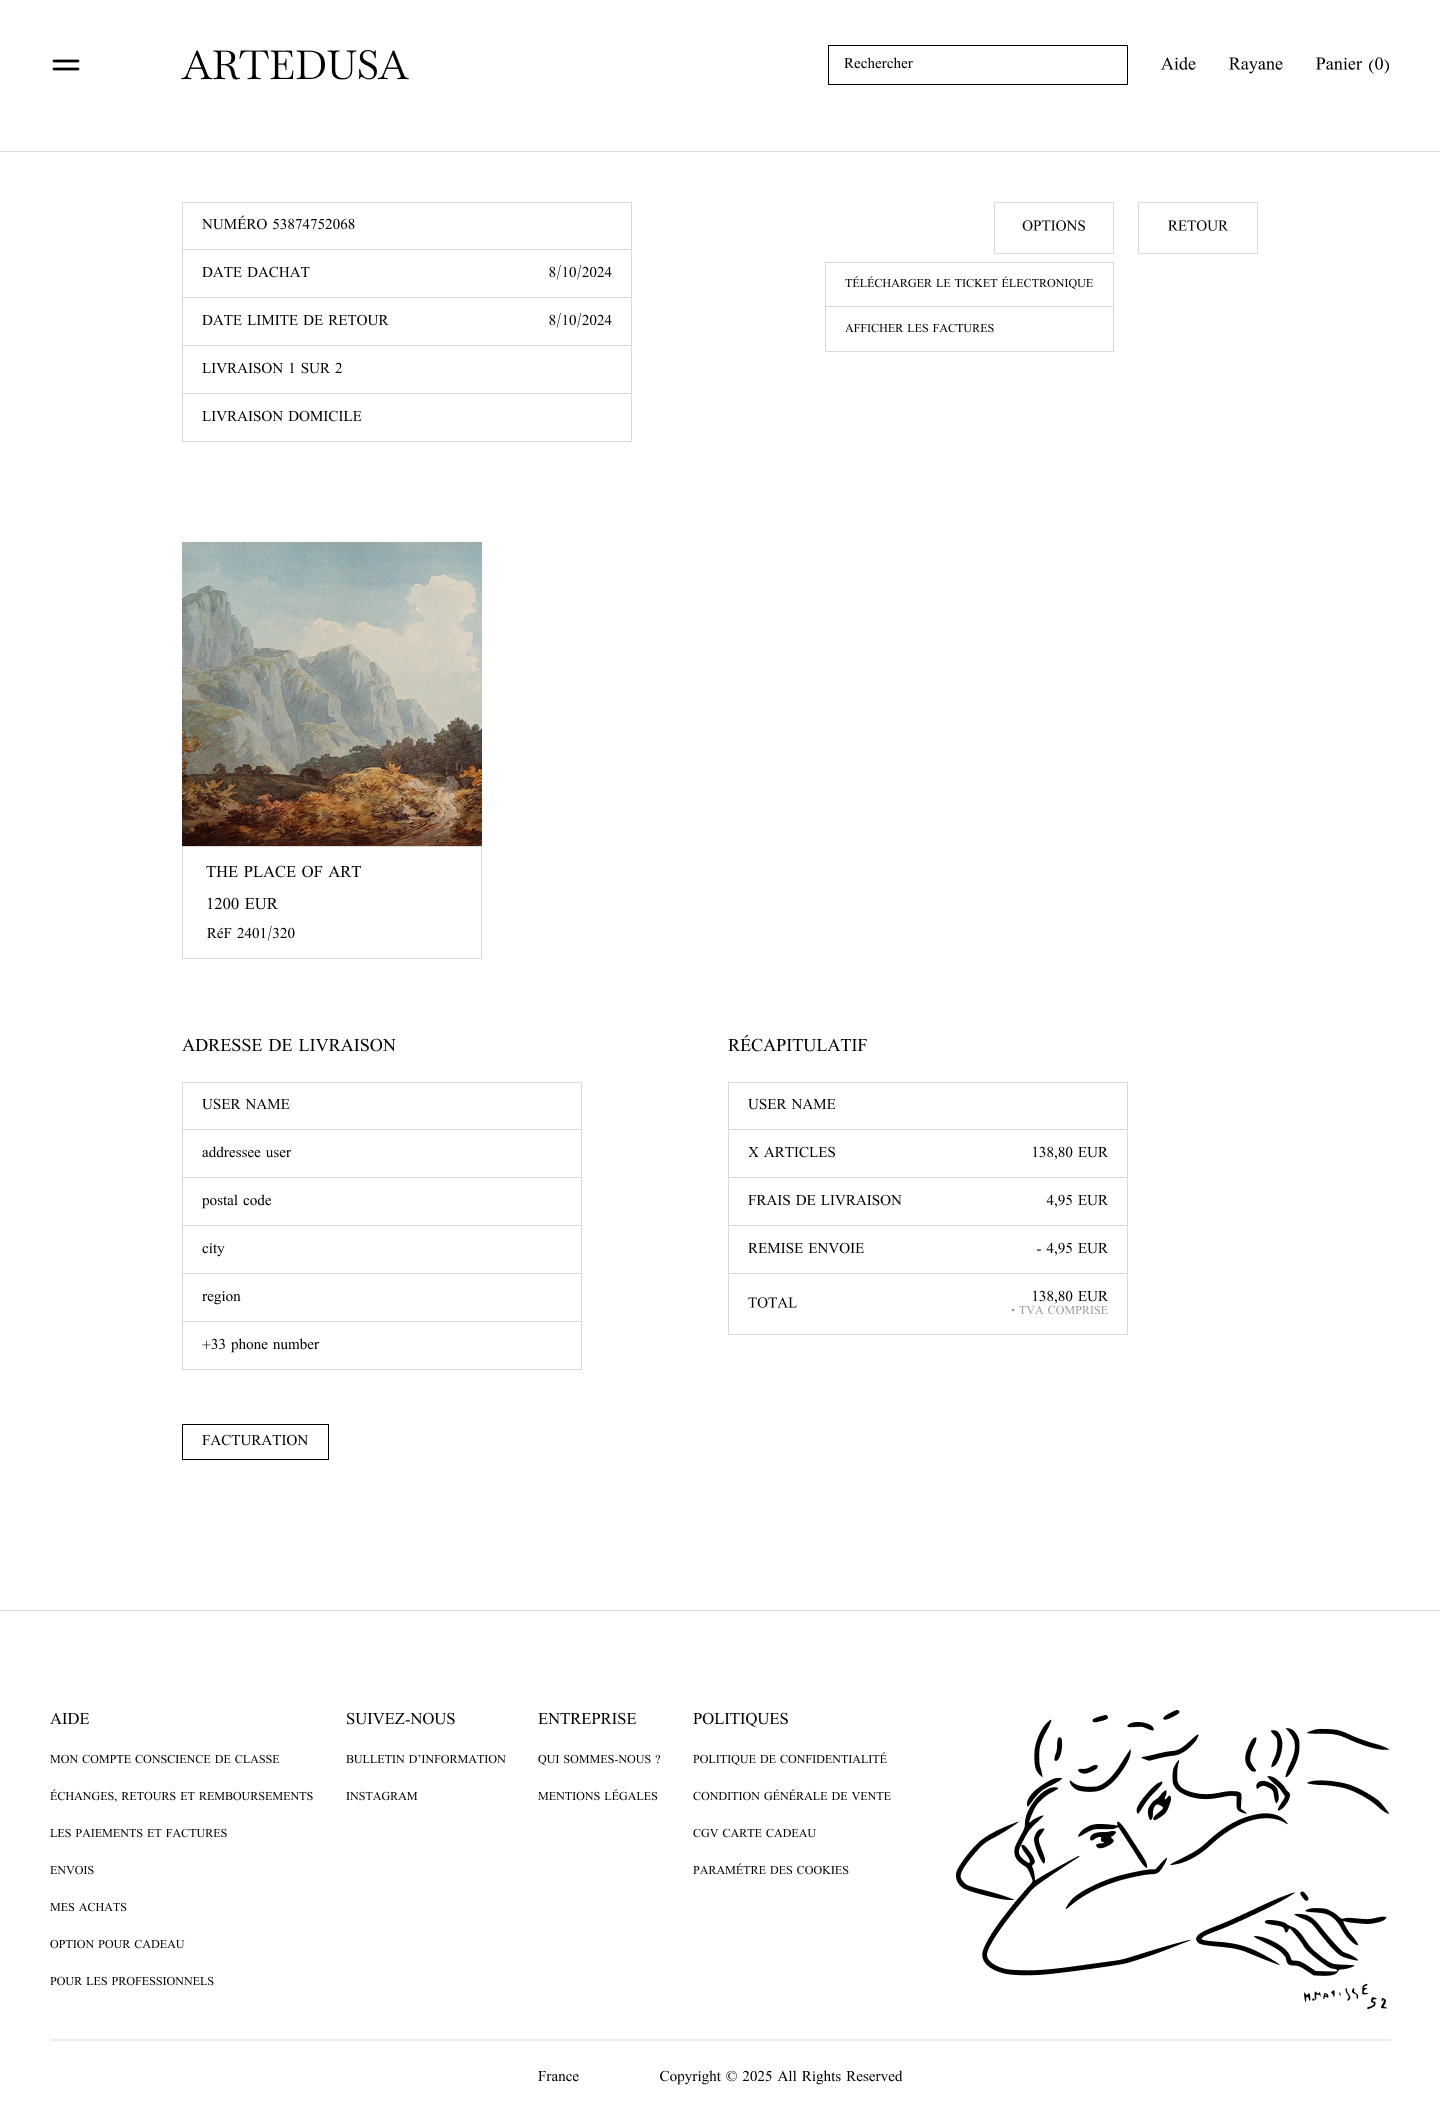 ARTEDUSA
Rechercher
Aide
Rayane
Panier (0)
NUMÉRO 53874752068
DATE DACHAT 8/10/2024
DATE LIMITE DE RETOUR 8/10/2024
LIVRAISON 1 SUR 2
LIVRAISON DOMICILE
OPTIONS
RETOUR
TÉLÉCHARGER LE TICKET ÉLECTRONIQUE
AFFICHER LES FACTURES
THE PLACE OF ART
1200 EUR
RéF 2401/320
ADRESSE DE LIVRAISON
USER NAME
addressee user
postal code
city
region
+33 phone number
FACTURATION
RÉCAPITULATIF
USER NAME
X ARTICLES 138,80 EUR
FRAIS DE LIVRAISON 4,95 EUR
REMISE ENVOIE - 4,95 EUR
TOTAL 138,80 EUR
• TVA COMPRISE
AIDE
MON COMPTE CONSCIENCE DE CLASSE
ÉCHANGES, RETOURS ET REMBOURSEMENTS
LES PAIEMENTS ET FACTURES
ENVOIS
MES ACHATS
OPTION POUR CADEAU
POUR LES PROFESSIONNELS
SUIVEZ-NOUS
BULLETIN D’INFORMATION
INSTAGRAM
ENTREPRISE
QUI SOMMES-NOUS ?
MENTIONS LÉGALES
POLITIQUES
POLITIQUE DE CONFIDENTIALITÉ
CONDITION GÉNÉRALE DE VENTE
CGV CARTE CADEAU
PARAMÉTRE DES COOKIES
H.MATISSE
52
France
Copyright © 2025 All Rights Reserved